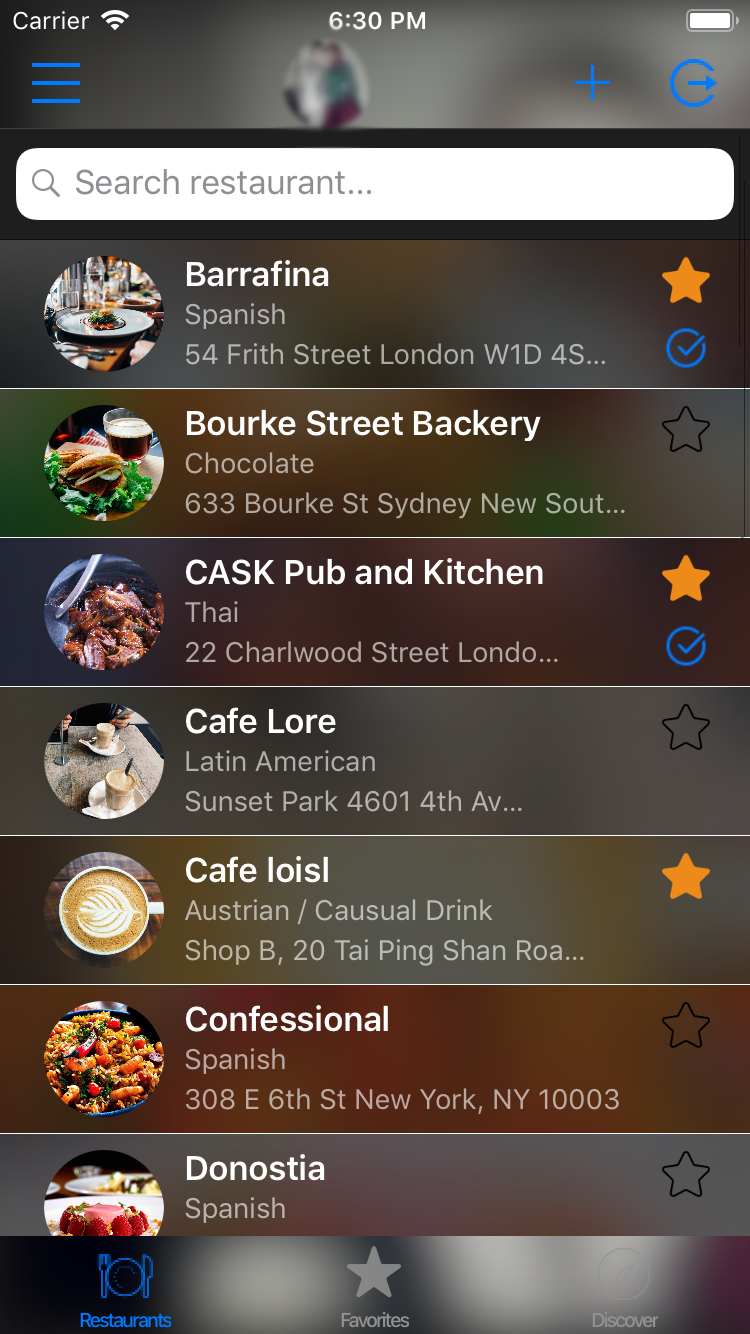 Carrier 6:30 PM
Search restaurant...
Barrafina
Spanish
54 Frith Street London W1D 4S...
Bourke Street Backery
Chocolate
633 Bourke St Sydney New Sout...
CASK Pub and Kitchen
Thai
22 Charlwood Street Londo...
Cafe Lore
Latin American
Sunset Park 4601 4th Av...
Cafe loisl
Austrian / Causual Drink
Shop B, 20 Tai Ping Shan Roa...
Confessional
Spanish
308 E 6th St New York, NY 10003
Donostia
Spanish
Restaurants Favorites Discover